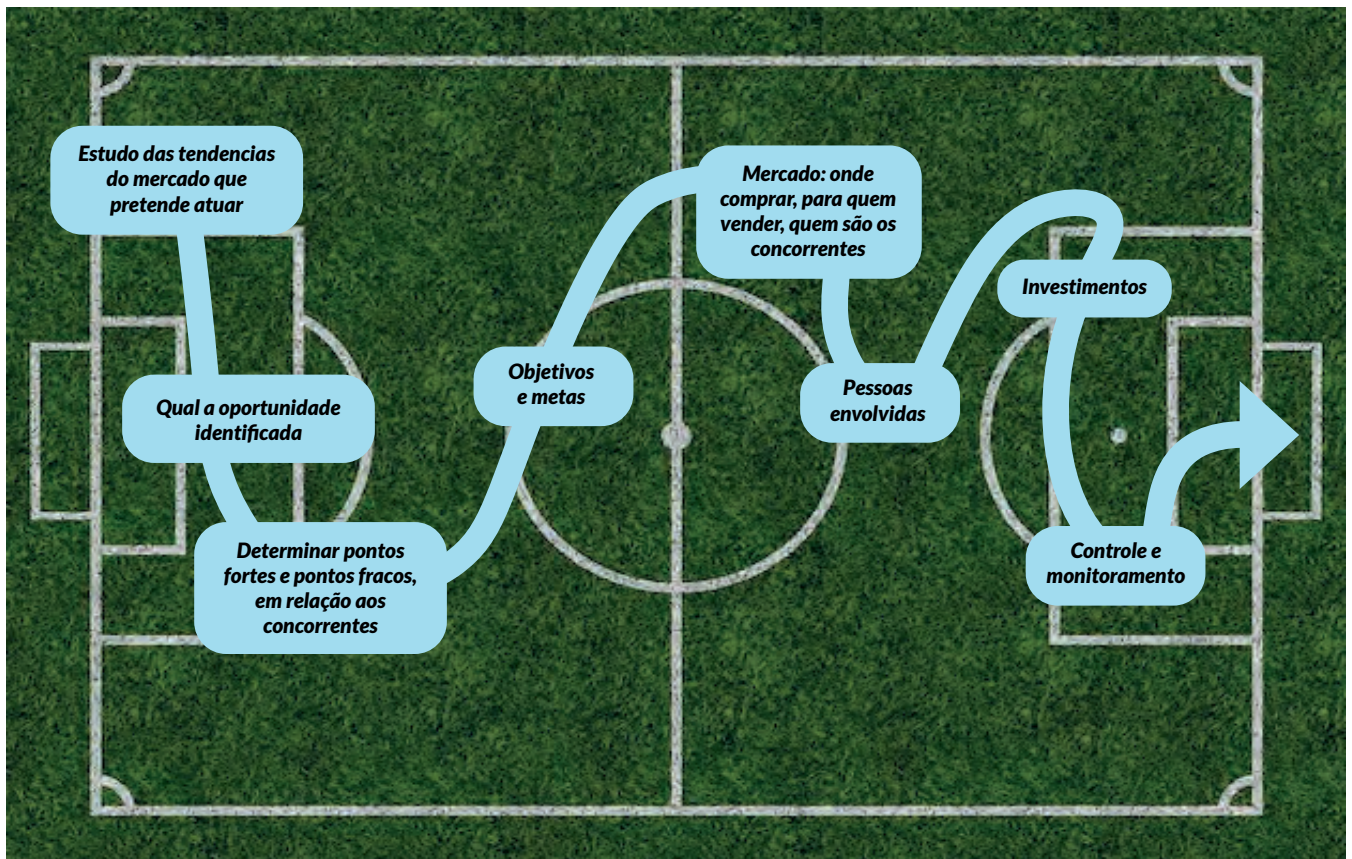 Estudo das tendencias
do mercado que
pretende atuar
Qual a oportunidade
identificada
Determinar pontos
fortes e pontos fracos,
em relação aos
concorrentes
Objetivos
e metas
Mercado: onde
comprar, para quem
vender, quem são os
concorrentes
Pessoas
envolvidas
Investimentos
Controle e
monitoramento